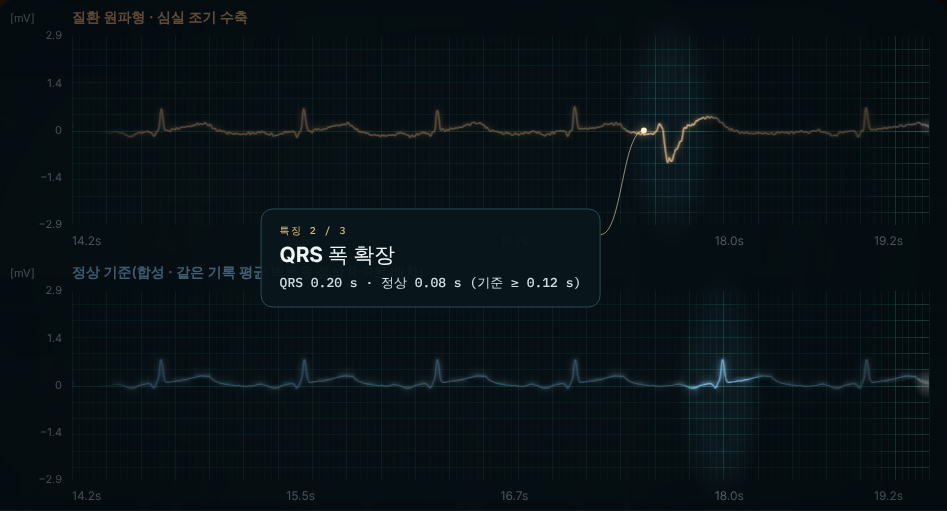 [mV]
질환 원파형 · 심실 조기 수축
2.9
1.4
0
−1.4
−2.9
14.2s
18.0s
19.2s
특징 2 / 3
QRS 폭 확장
QRS 0.20 s · 정상 0.08 s (기준 ≥ 0.12 s)
[mV]
정상 기준(합성 · 같은 기록 평균
2.9
1.4
0
−1.4
−2.9
14.2s
15.5s
16.7s
18.0s
19.2s